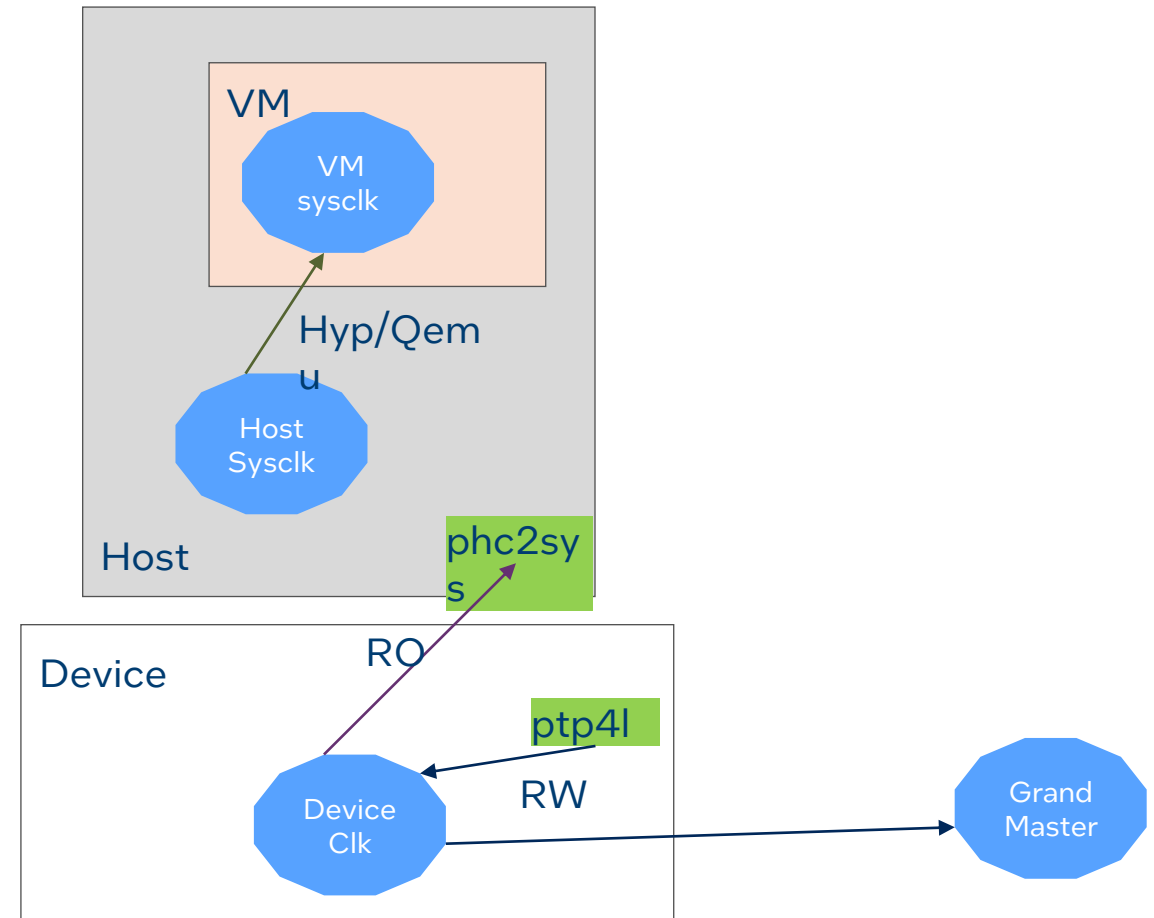 VM
VM
sysclk
Hyp/Qem
u
Host
Sysclk
Host
phc2sy
s
RO
Device
ptp4l
RW
Device
Clk
Grand
Master